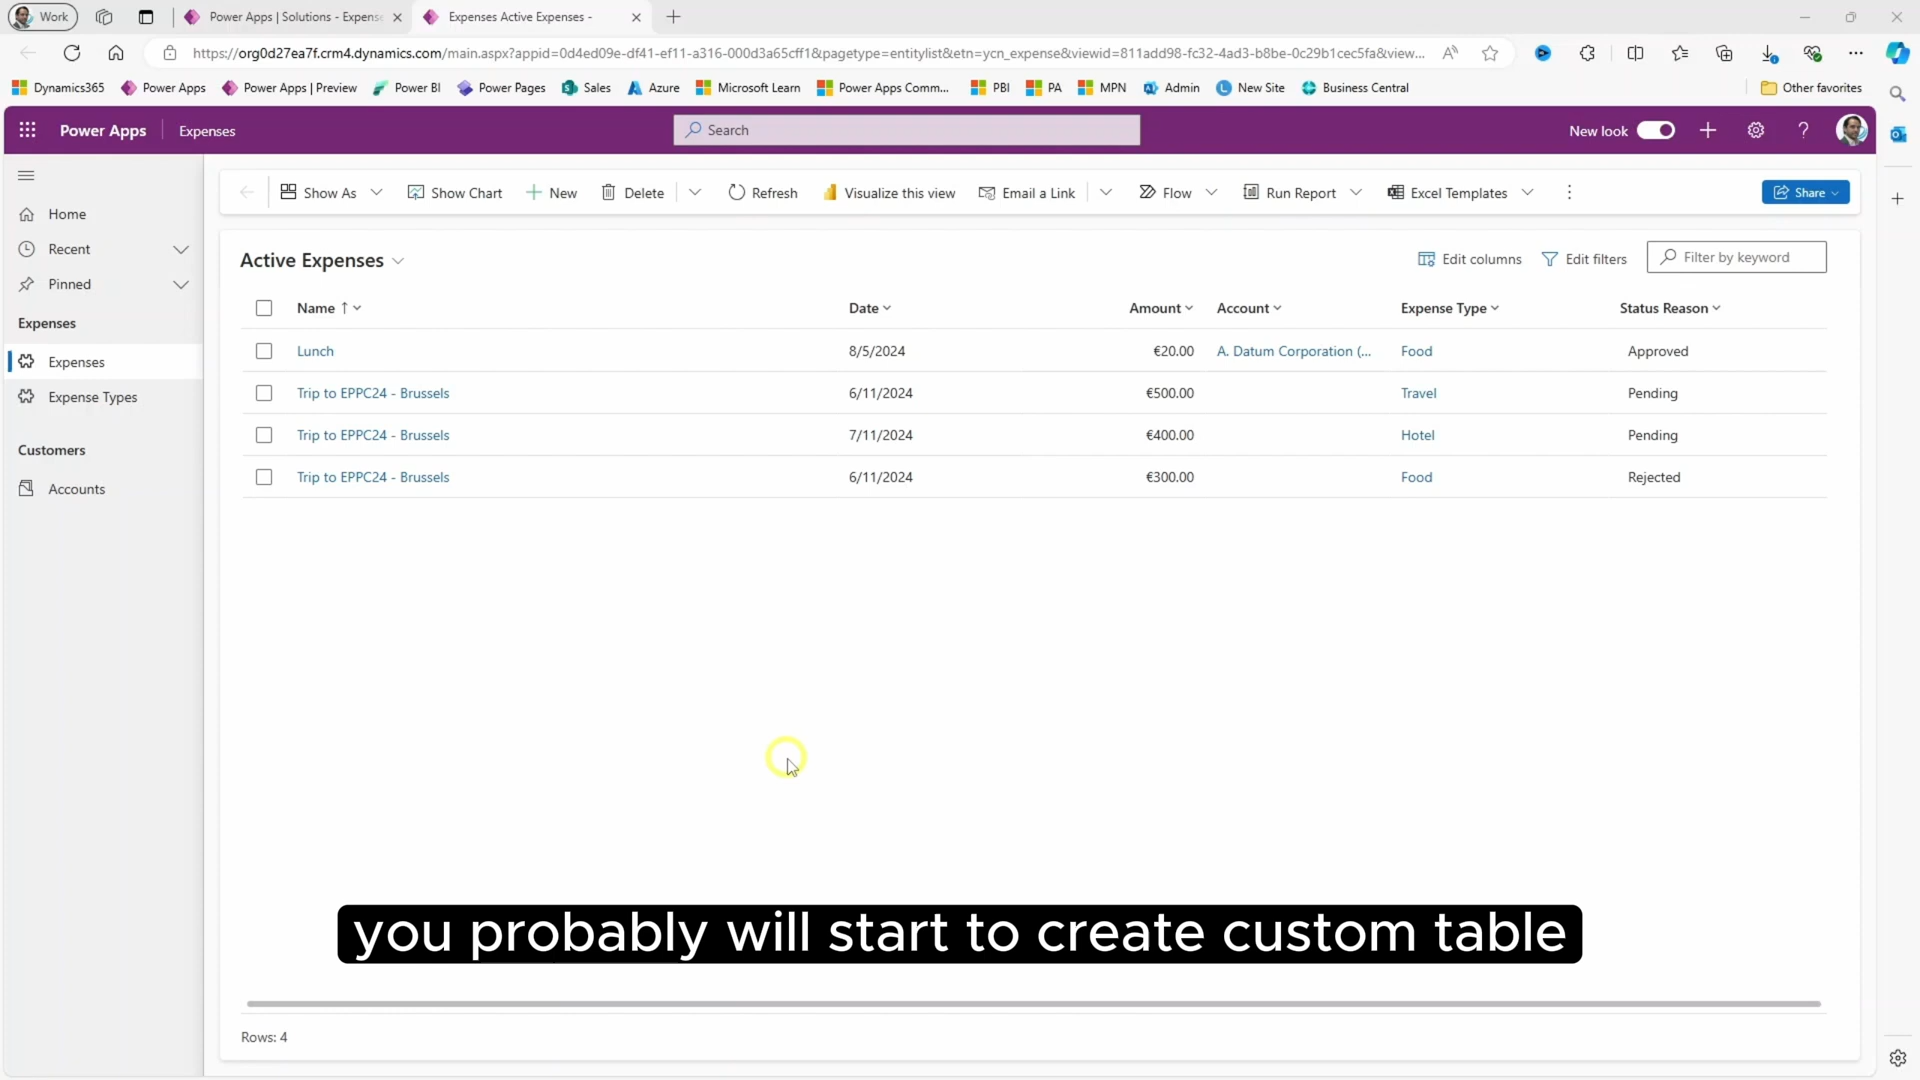 Work
Power Apps | Solutions - Expense
Expenses Active Expenses -
https://org0d27ea7f.crm4.dynamics.com/main.aspx?appid=0d4ed09e-df41-ef11-a316-000d3a65cff1&pagetype=entitylist&etn=ycn_expense&viewid=811add98-fc32-4ad3-b8be-0c29b1cec5fa&view...
Dynamics365 Power Apps Power Apps | Preview Power BI Power Pages Sales Azure Microsoft Learn Power Apps Comm... PBI PA MPN Admin New Site Business Central Other favorites
Power Apps Expenses Search New look
Show As Show Chart New Delete Refresh Visualize this view Email a Link Flow Run Report Excel Templates Share
Home
Recent
Pinned
Expenses
Expenses
Expense Types
Customers
Accounts
Active Expenses Edit columns Edit filters Filter by keyword
Name Date Amount Account Expense Type Status Reason
Lunch 8/5/2024 €20.00 A. Datum Corporation (... Food Approved
Trip to EPPC24 - Brussels 6/11/2024 €500.00 Travel Pending
Trip to EPPC24 - Brussels 7/11/2024 €400.00 Hotel Pending
Trip to EPPC24 - Brussels 6/11/2024 €300.00 Food Rejected
you probably will start to create custom table
Rows: 4